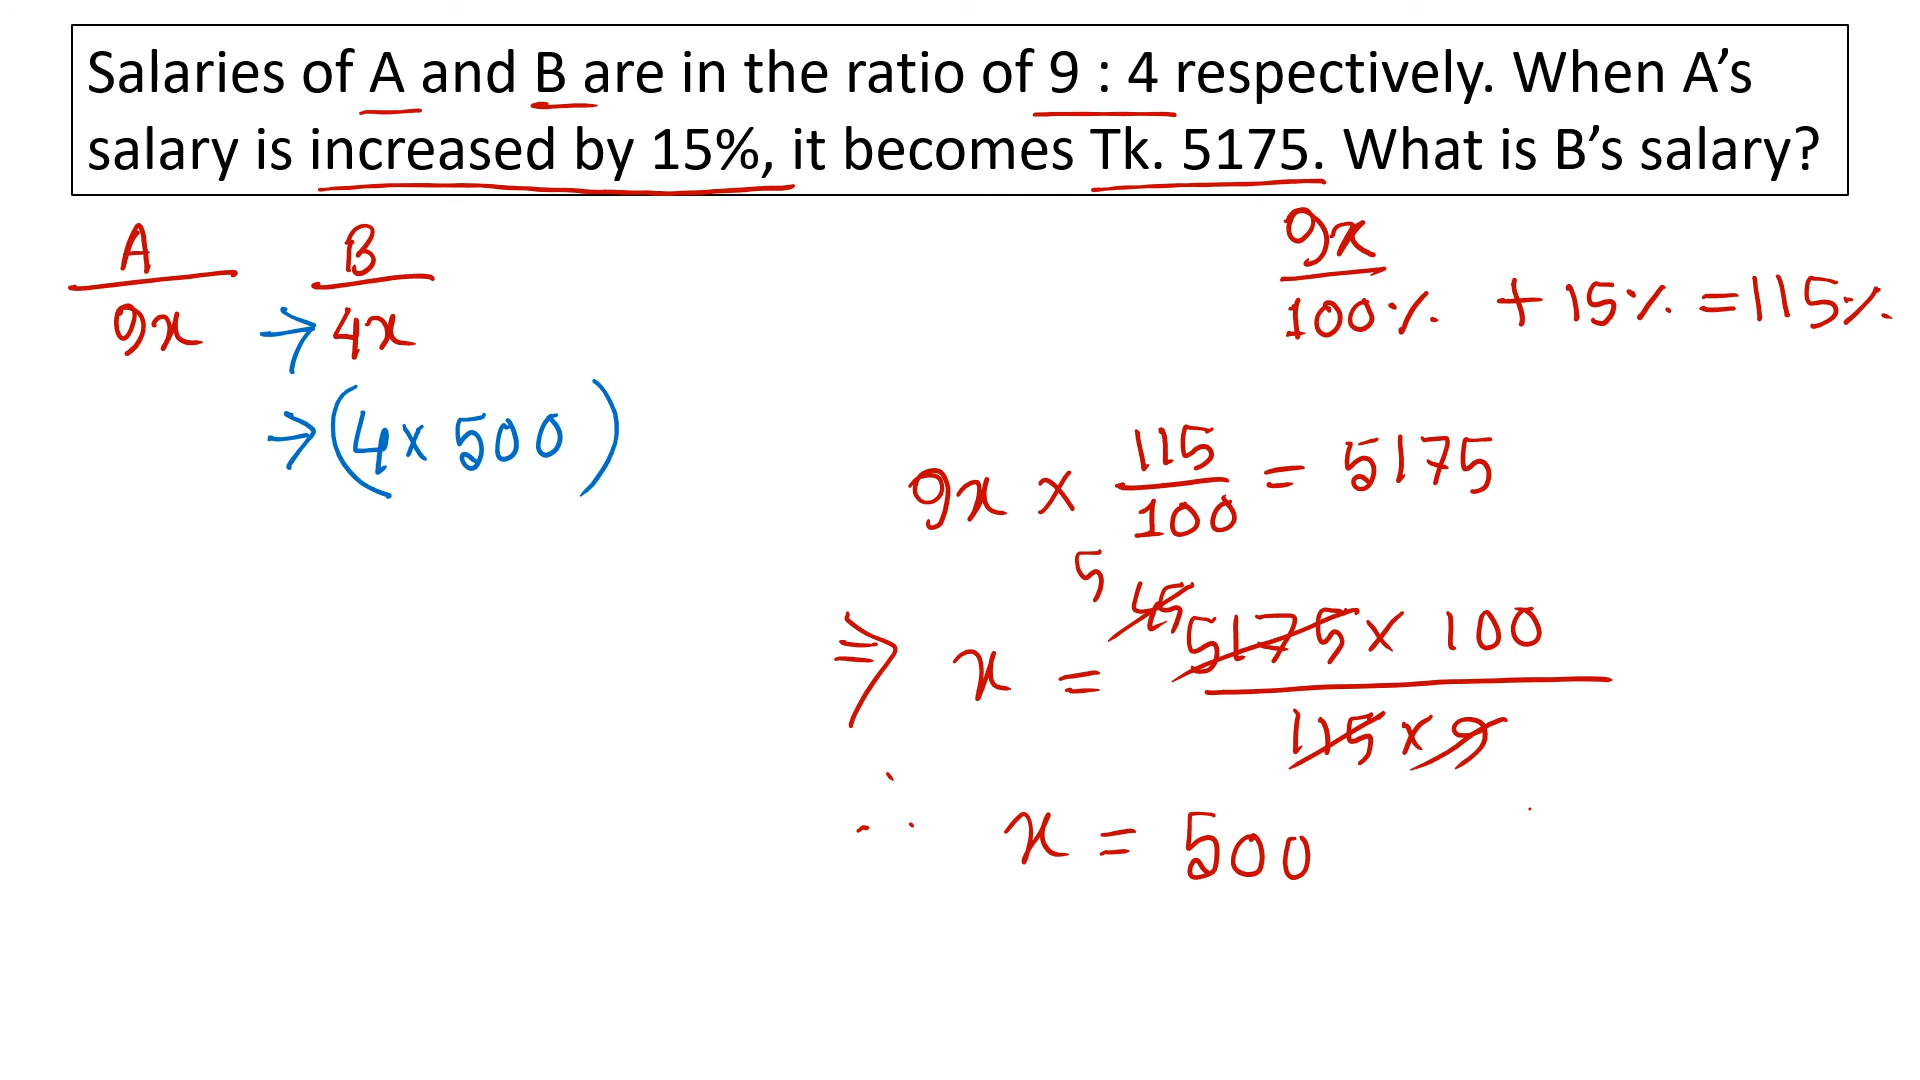 Salaries of A and B are in the ratio of 9 : 4 respectively. When A’s
salary is increased by 15%, it becomes Tk. 5175. What is B’s salary?
A B
9x → 4x
→ (4 × 500)
9x
100% + 15% = 115%
9x × 115/100 = 5175
5 45
⇒ x = 5175 × 100
115 × 9
∴ x = 500